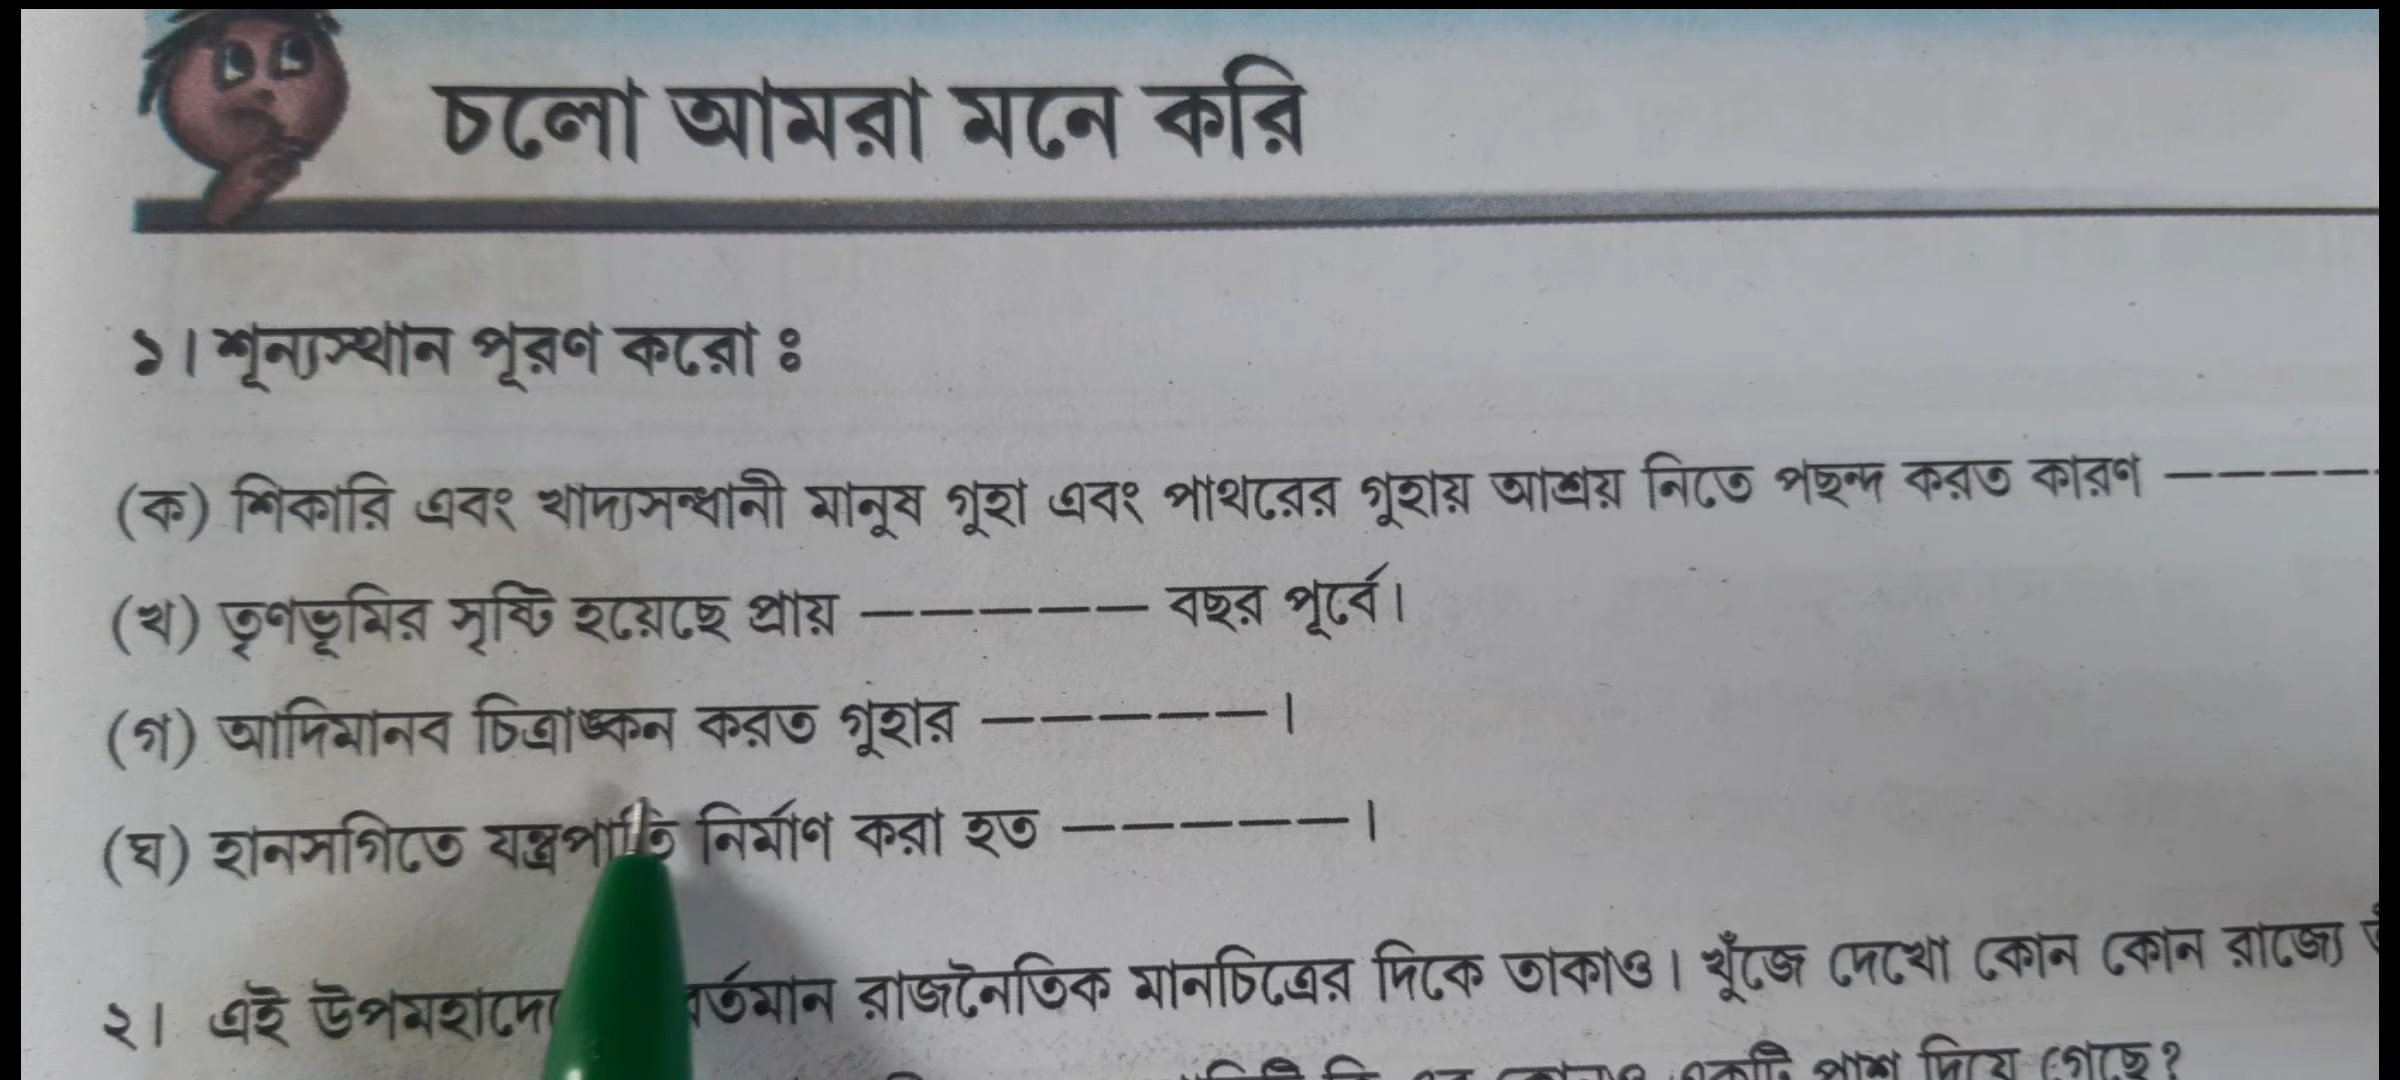 চলো আমরা মনে করি
১। শূন্যস্থান পূরণ করো ঃ
(ক) শিকারি এবং খাদ্যসন্ধানী মানুষ গুহা এবং পাথরের গুহায় আশ্রয় নিতে পছন্দ করত কারণ –––––
(খ) তৃণভূমির সৃষ্টি হয়েছে প্রায় ––––– বছর পূর্বে।
(গ) আদিমানব চিত্রাঙ্কন করত গুহার –––––।
(ঘ) হানসগিতে যন্ত্রপাতি নির্মাণ করা হত –––––।
২। এই বর্তমান রাজনৈতিক মানচিত্রের দিকে তাকাও। খুঁজে দেখো কোন কোন রাজ্যে
একটি পাশ দিয়ে গেছে?